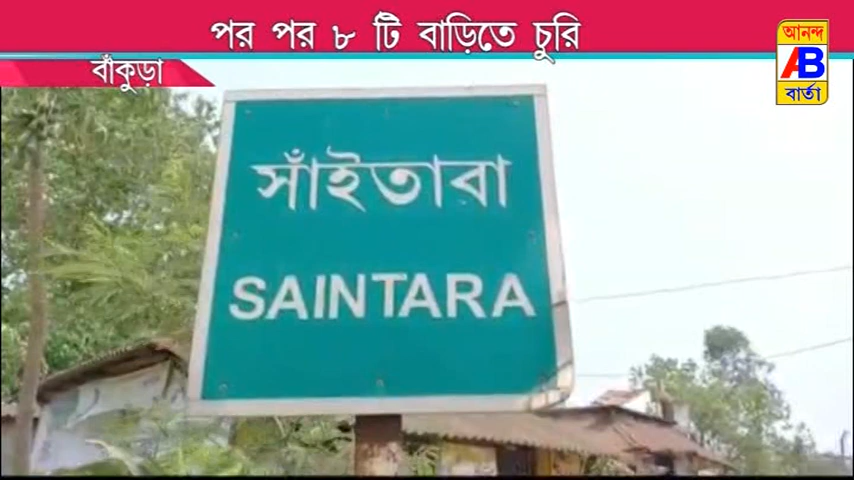 পর পর ৮ টি বাড়িতে চুরি
বাঁকুড়া
আনন্দ
AB
বার্তা
সাঁইতারা
SAINTARA